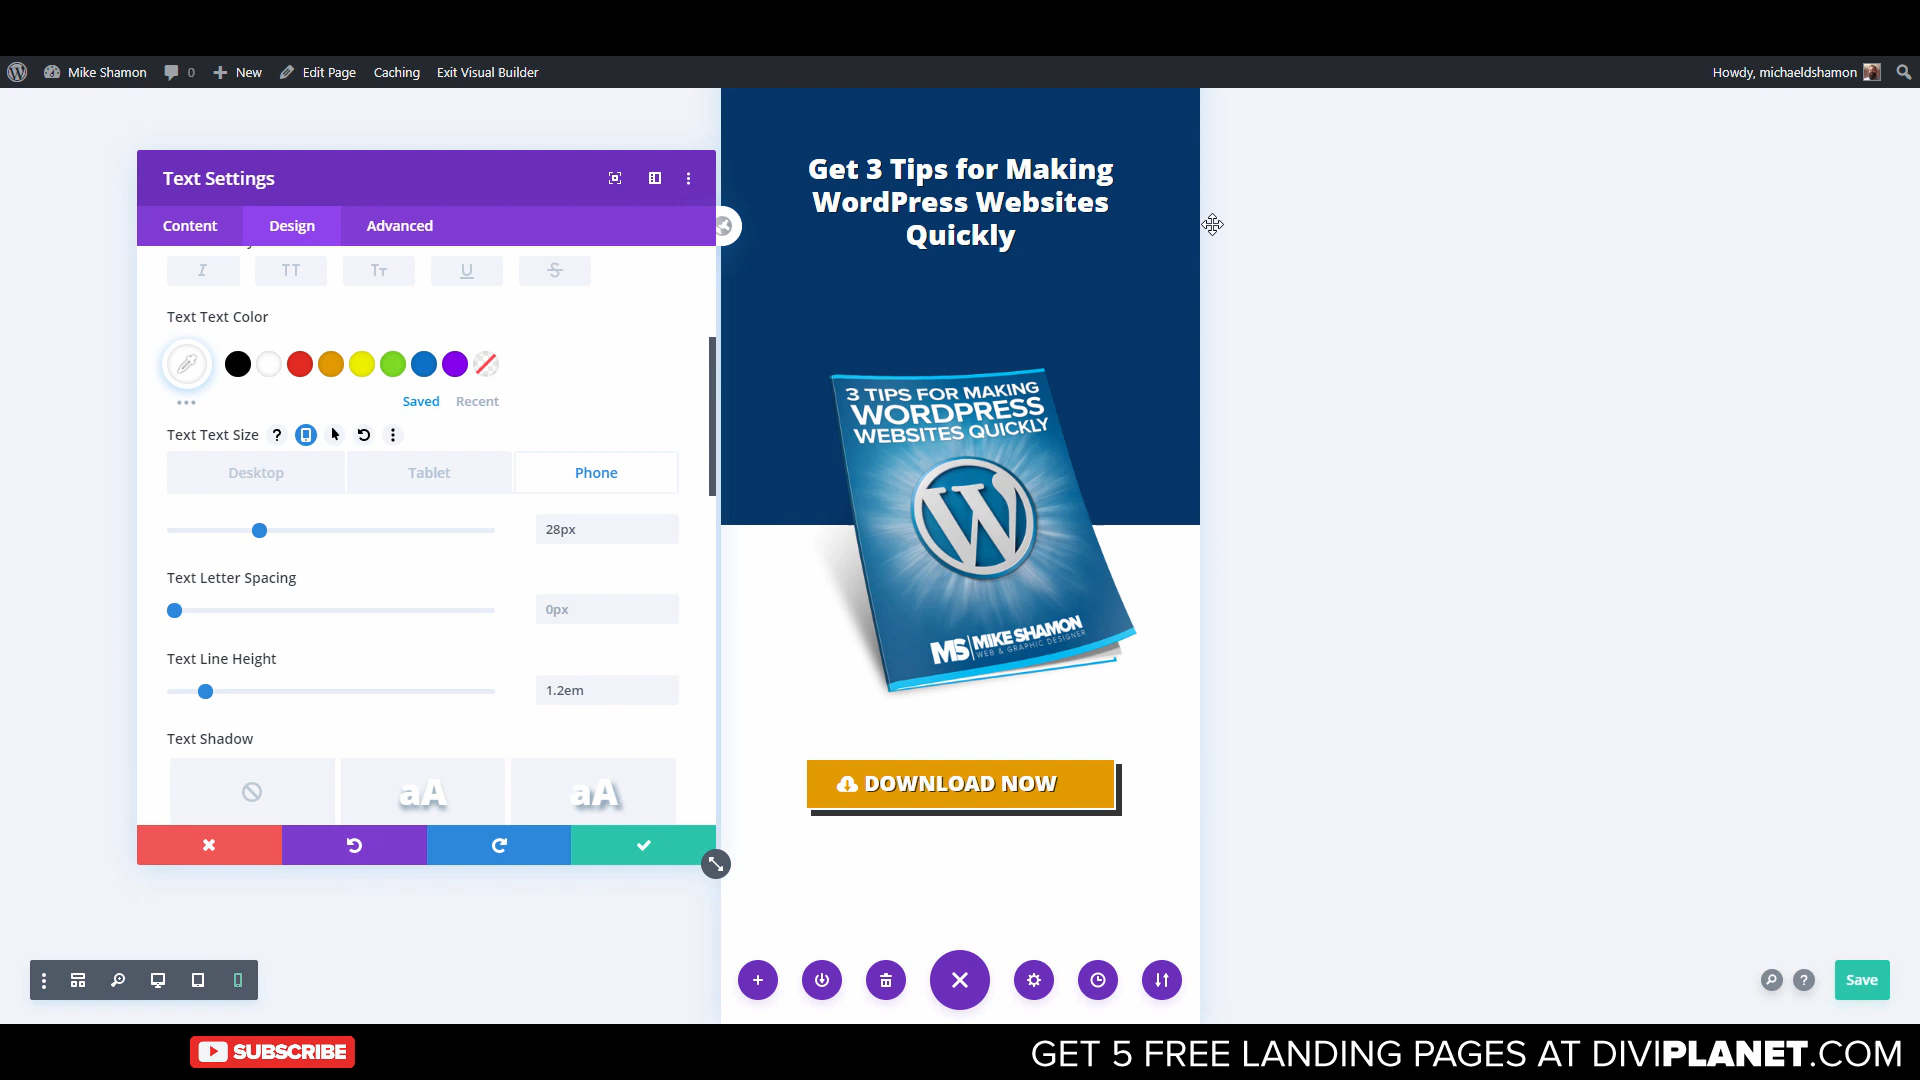 Mike Shamon
0
New
Edit Page
Caching
Exit Visual Builder
Howdy, michaeldshamon
Text Settings
Content
Design
Advanced
I
TT
Tт
U
S
Text Text Color
Saved
Recent
Text Text Size
?
Desktop
Tablet
Phone
28px
Text Letter Spacing
0px
Text Line Height
1.2em
Text Shadow
aA
aA
Get 3 Tips for Making
WordPress Websites
Quickly
3 TIPS FOR MAKING
WORDPRESS
WEBSITES QUICKLY
W
MS MIKE SHAMON
WEB & GRAPHIC DESIGNER
DOWNLOAD NOW
?
Save
SUBSCRIBE
GET 5 FREE LANDING PAGES AT DIVIPLANET.COM